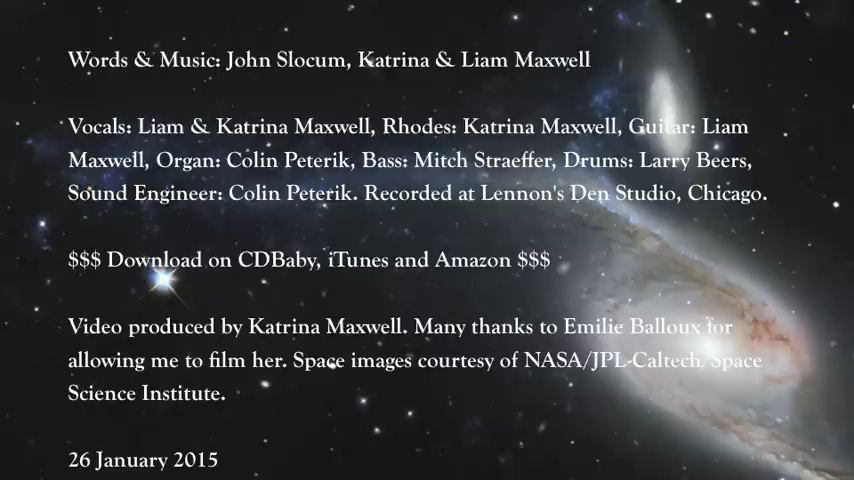 Words & Music: John Slocum, Katrina & Liam Maxwell
Vocals: Liam & Katrina Maxwell, Rhodes: Katrina Maxwell, Guitar: Liam
Maxwell, Organ: Colin Peterik, Bass: Mitch Straeffer, Drums: Larry Beers,
Sound Engineer: Colin Peterik. Recorded at Lennon's Den Studio, Chicago.
$$$ Download on CDBaby, iTunes and Amazon $$$
Video produced by Katrina Maxwell. Many thanks to Emilie Balloux for
allowing me to film her. Space images courtesy of NASA/JPL-Caltech/Space
Science Institute.
26 January 2015